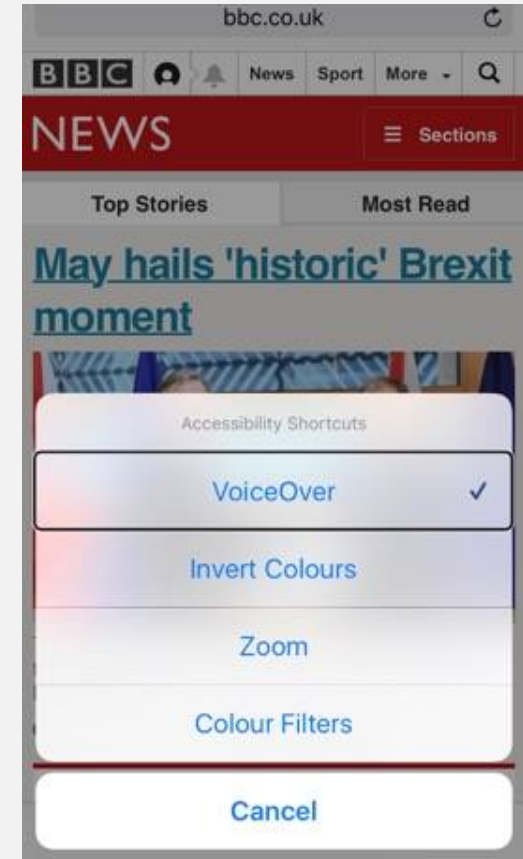 bbc.co.uk
BBC News Sport More
NEWS Sections
Top Stories Most Read
May hails 'historic' Brexit
moment
Accessibility Shortcuts
VoiceOver
Invert Colours
Zoom
Colour Filters
Cancel